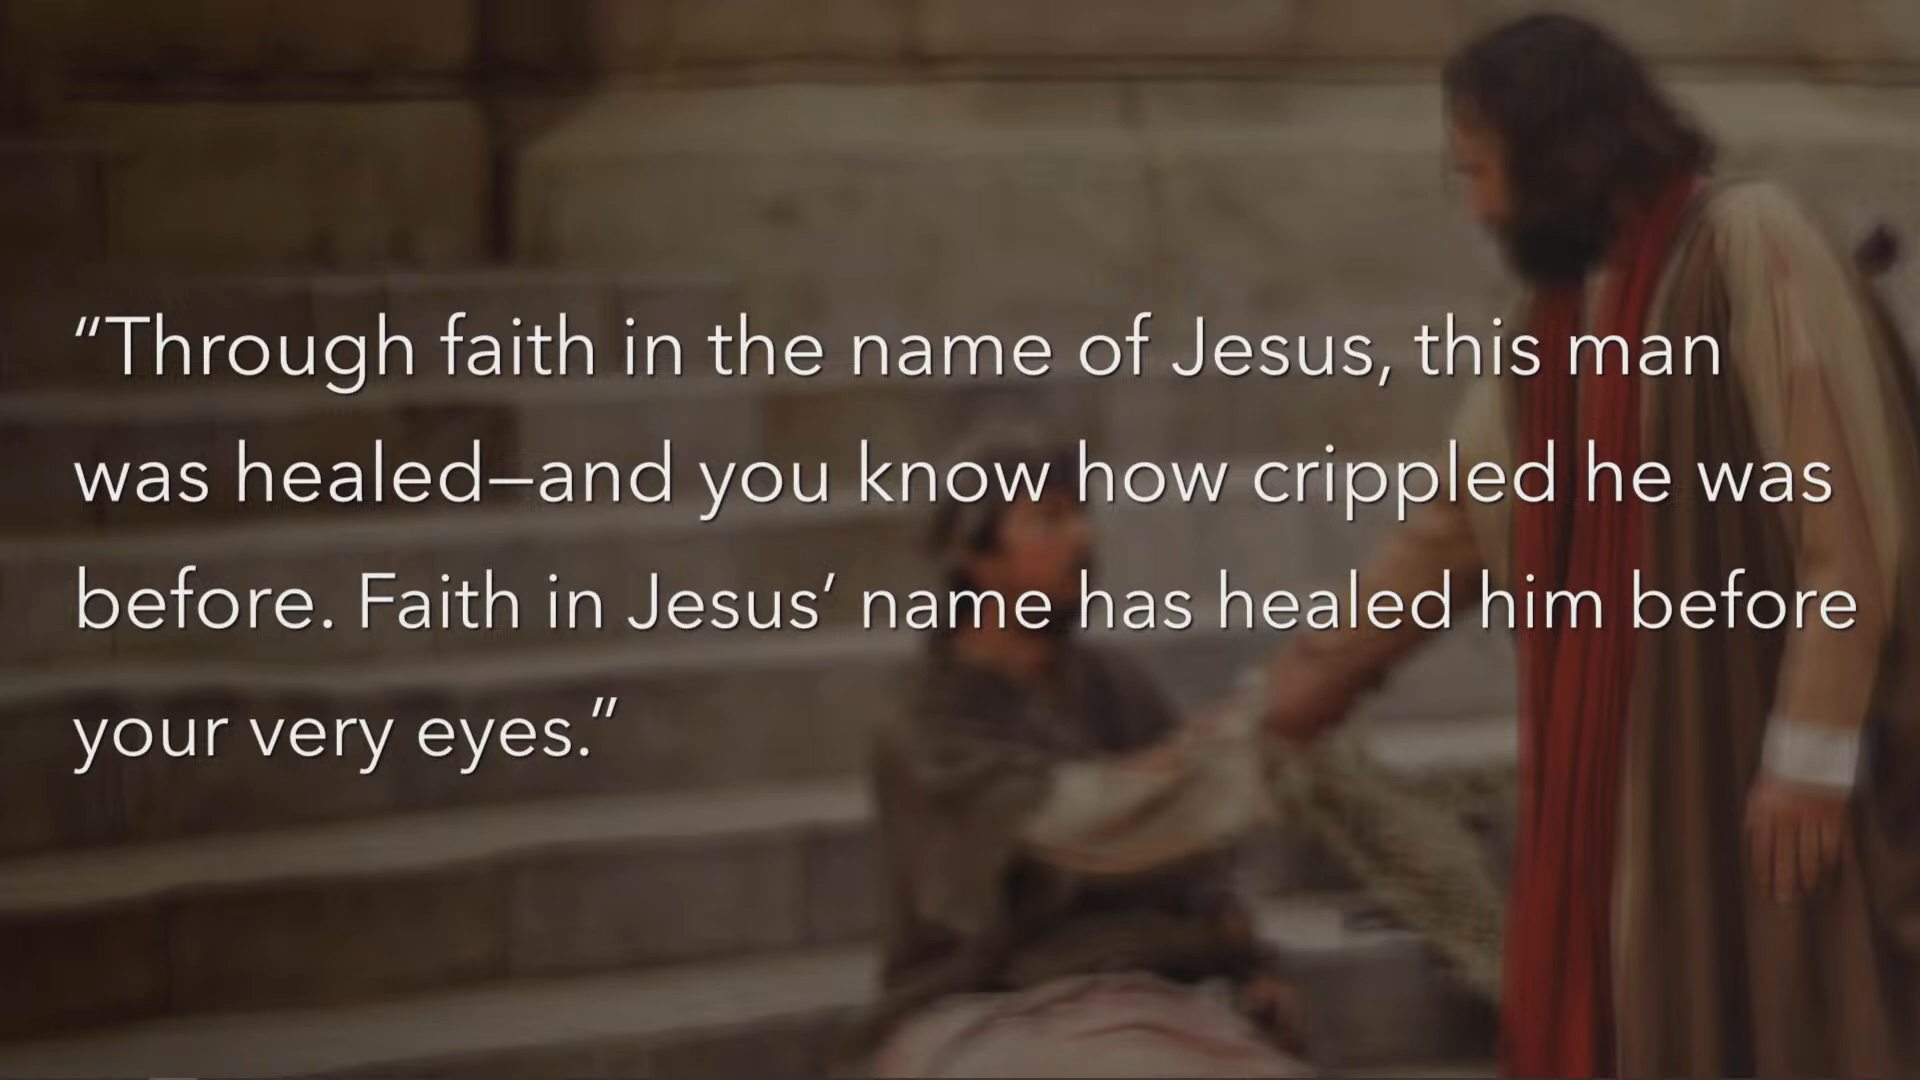 “Through faith in the name of Jesus, this man
was healed—and you know how crippled he was
before. Faith in Jesus’ name has healed him before
your very eyes.”